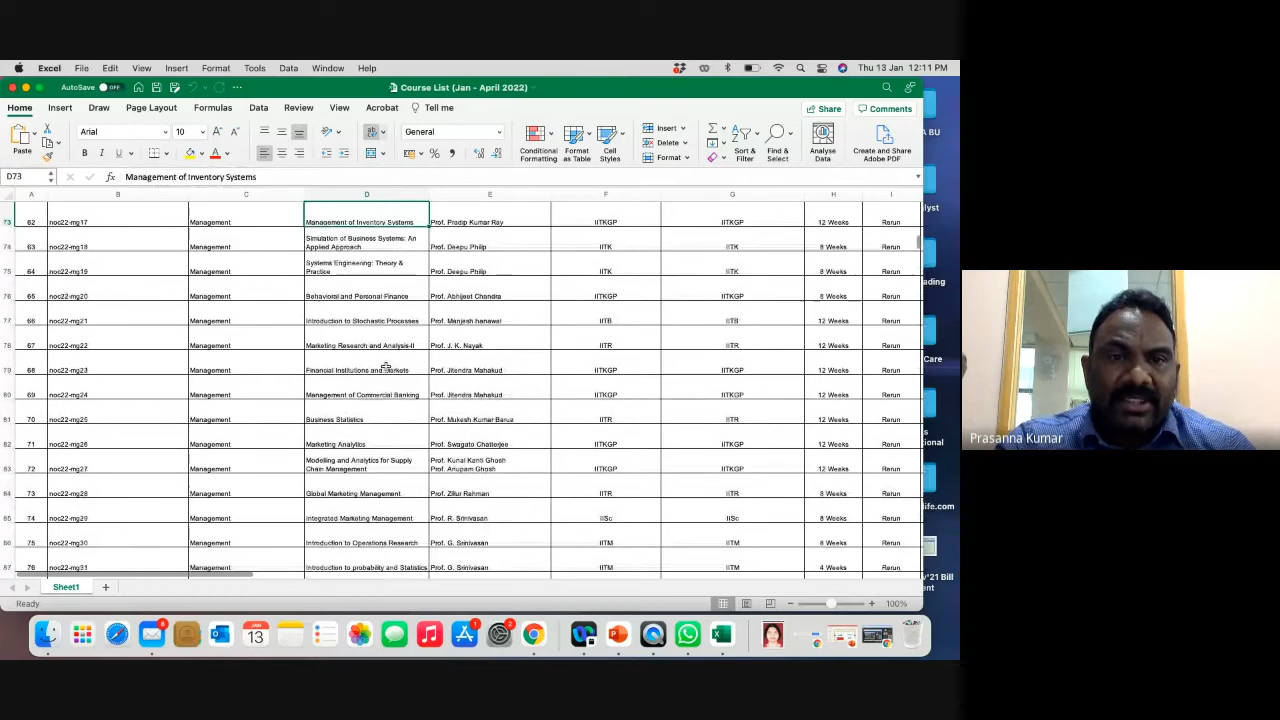 Excel File Edit View Insert Format Tools Data Window Help Thu 13 Jan 12:11 PM
AutoSave OFF Course List (Jan - April 2022)
Home Insert Draw Page Layout Formulas Data Review View Acrobat Tell me Share Comments
Paste Arial 10 General Conditional Formatting Format as Table Cell Styles Insert Delete Format Sort & Filter Find & Select Analyse Data Create and Share Adobe PDF
D73 fx Management of Inventory Systems
A B C D E F G H I
73 62 noc22-mg17 Management Management of Inventory Systems Prof. Pradip Kumar Ray IITKGP IITKGP 12 Weeks Rerun
74 63 noc22-mg18 Management Simulation of Business Systems: An Applied Approach Prof. Deepu Philip IITK IITK 8 Weeks Rerun
75 64 noc22-mg19 Management Systems Engineering: Theory & Practice Prof. Deepu Philip IITK IITK 8 Weeks Rerun
76 65 noc22-mg20 Management Behavioral and Personal Finance Prof. Abhijeet Chandra IITKGP IITKGP 8 Weeks Rerun
77 66 noc22-mg21 Management Introduction to Stochastic Processes Prof. Manjesh hanawal IITB IITB 12 Weeks Rerun
78 67 noc22-mg22 Management Marketing Research and Analysis-II Prof. J. K. Nayak IITR IITR 12 Weeks Rerun
79 68 noc22-mg23 Management Financial Institutions and Markets Prof. Jitendra Mahakud IITKGP IITKGP 12 Weeks Rerun
80 69 noc22-mg24 Management Management of Commercial Banking Prof. Jitendra Mahakud IITKGP IITKGP 12 Weeks Rerun
81 70 noc22-mg25 Management Business Statistics Prof. Mukesh Kumar Barua IITR IITR 12 Weeks Rerun
82 71 noc22-mg26 Management Marketing Analytics Prof. Swagato Chatterjee IITKGP IITKGP 12 Weeks Rerun
83 72 noc22-mg27 Management Modelling and Analytics for Supply Chain Management Prof. Kunal Kanti Ghosh Prof. Anupam Ghosh IITKGP IITKGP 12 Weeks Rerun
84 73 noc22-mg28 Management Global Marketing Management Prof. Zillur Rahman IITR IITR 8 Weeks Rerun
85 74 noc22-mg29 Management Integrated Marketing Management Prof. R. Srinivasan IISc IISc 8 Weeks Rerun
86 75 noc22-mg30 Management Introduction to Operations Research Prof. G. Srinivasan IITM IITM 8 Weeks Rerun
87 76 noc22-mg31 Management Introduction to probability and Statistics Prof. G. Srinivasan IITM IITM 4 Weeks Rerun
Sheet1
Ready 100%
JAN
13
8
1
2
A BU
lyst
ading
Care
s
tional
life.com
v'21 Bill
ent
Prasanna Kumar